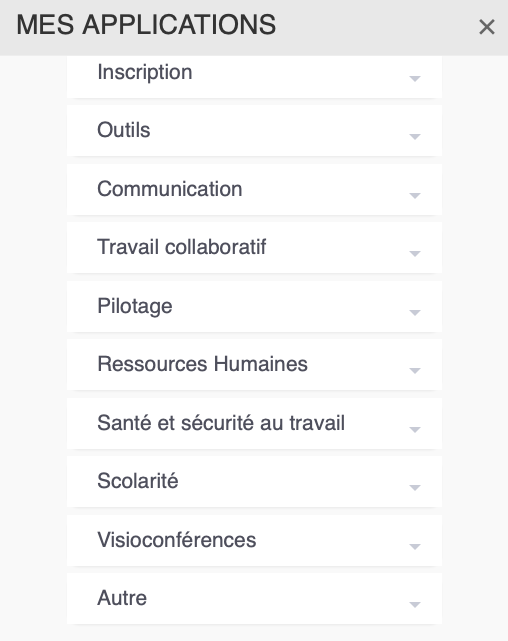 MES APPLICATIONS
Inscription
Outils
Communication
Travail collaboratif
Pilotage
Ressources Humaines
Santé et sécurité au travail
Scolarité
Visioconférences
Autre